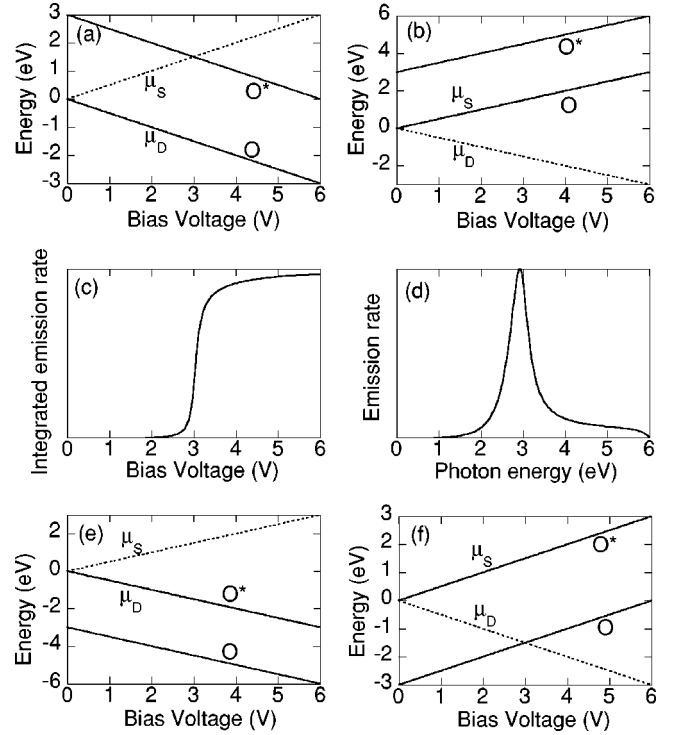 (a)
3
2
1
0
-1
-2
-3
Energy (eV)
μS
O*
μD
O
0 1 2 3 4 5 6
Bias Voltage (V)
(b)
6
4
2
0
-2
Energy (eV)
O*
μS
O
μD
0 1 2 3 4 5 6
Bias Voltage (V)
(c)
Integrated emission rate
0 1 2 3 4 5 6
Bias Voltage (V)
(d)
Emission rate
0 1 2 3 4 5 6
Photon energy (eV)
(e)
2
0
-2
-4
-6
Energy (eV)
μS
O*
μD
O
0 1 2 3 4 5 6
Bias Voltage (V)
(f)
3
2
1
0
-1
-2
-3
Energy (eV)
μS
O*
μD
O
0 1 2 3 4 5 6
Bias Voltage (V)